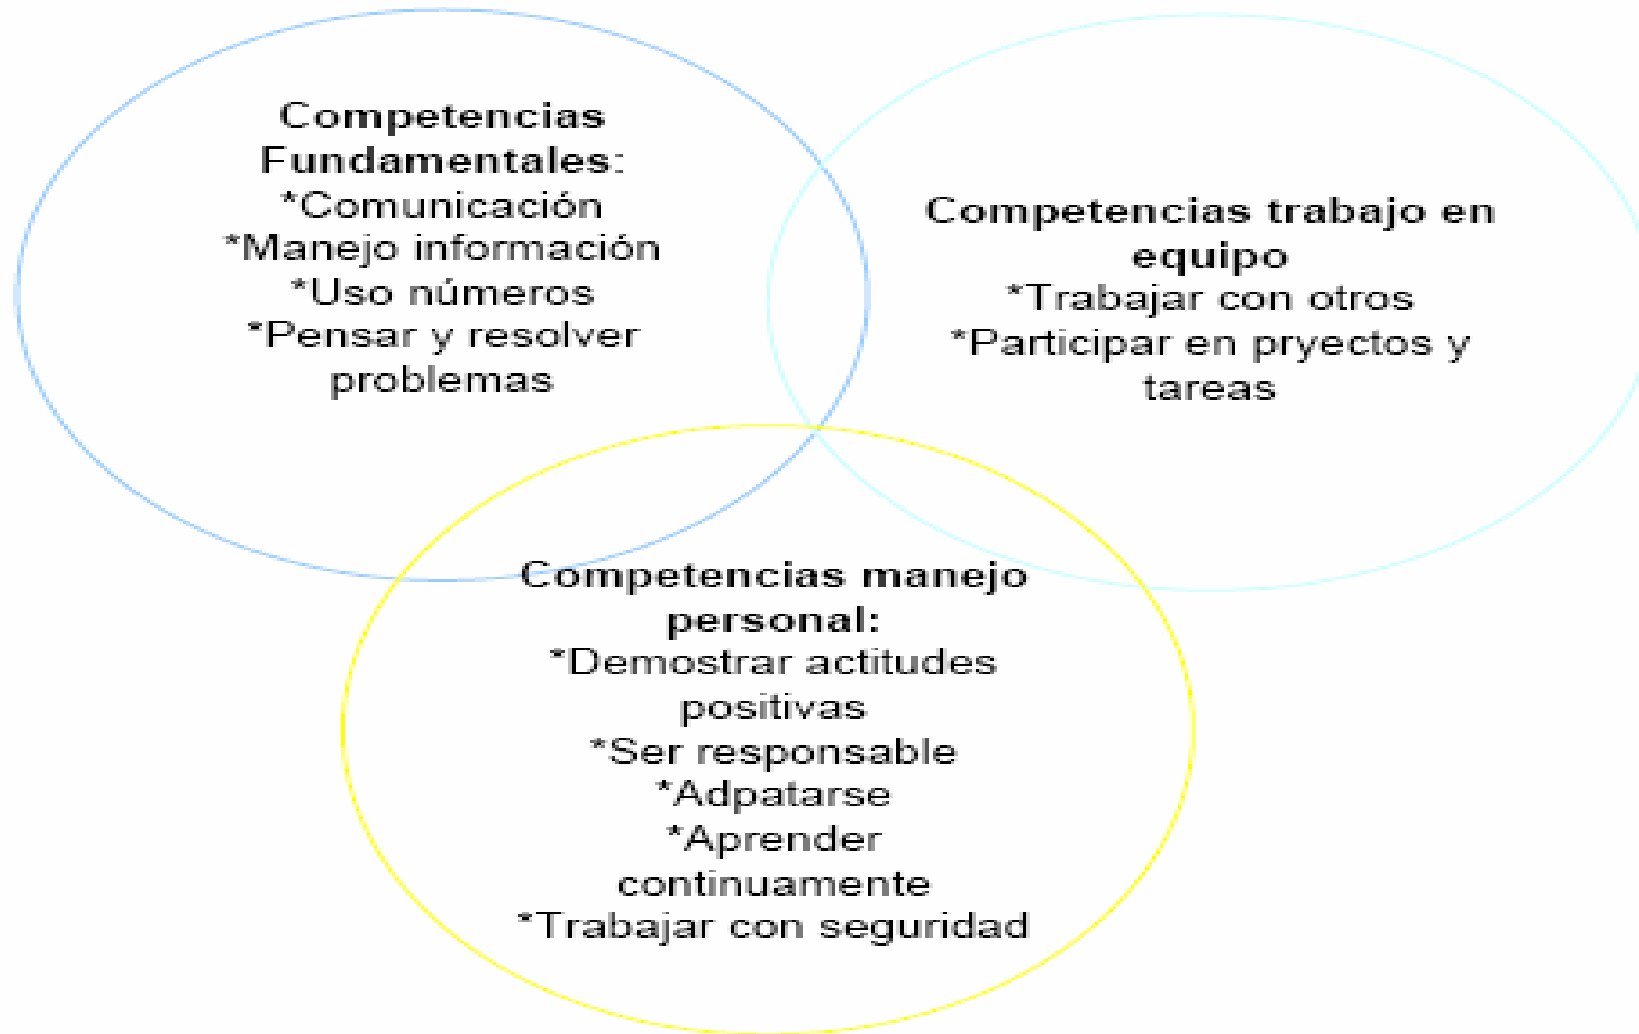 Competencias
Fundamentales:
*Comunicación
*Manejo información
*Uso números
*Pensar y resolver
problemas
Competencias trabajo en
equipo
*Trabajar con otros
*Participar en pryectos y
tareas
Competencias manejo
personal:
*Demostrar actitudes
positivas
*Ser responsable
*Adpatarse
*Aprender
continuamente
*Trabajar con seguridad